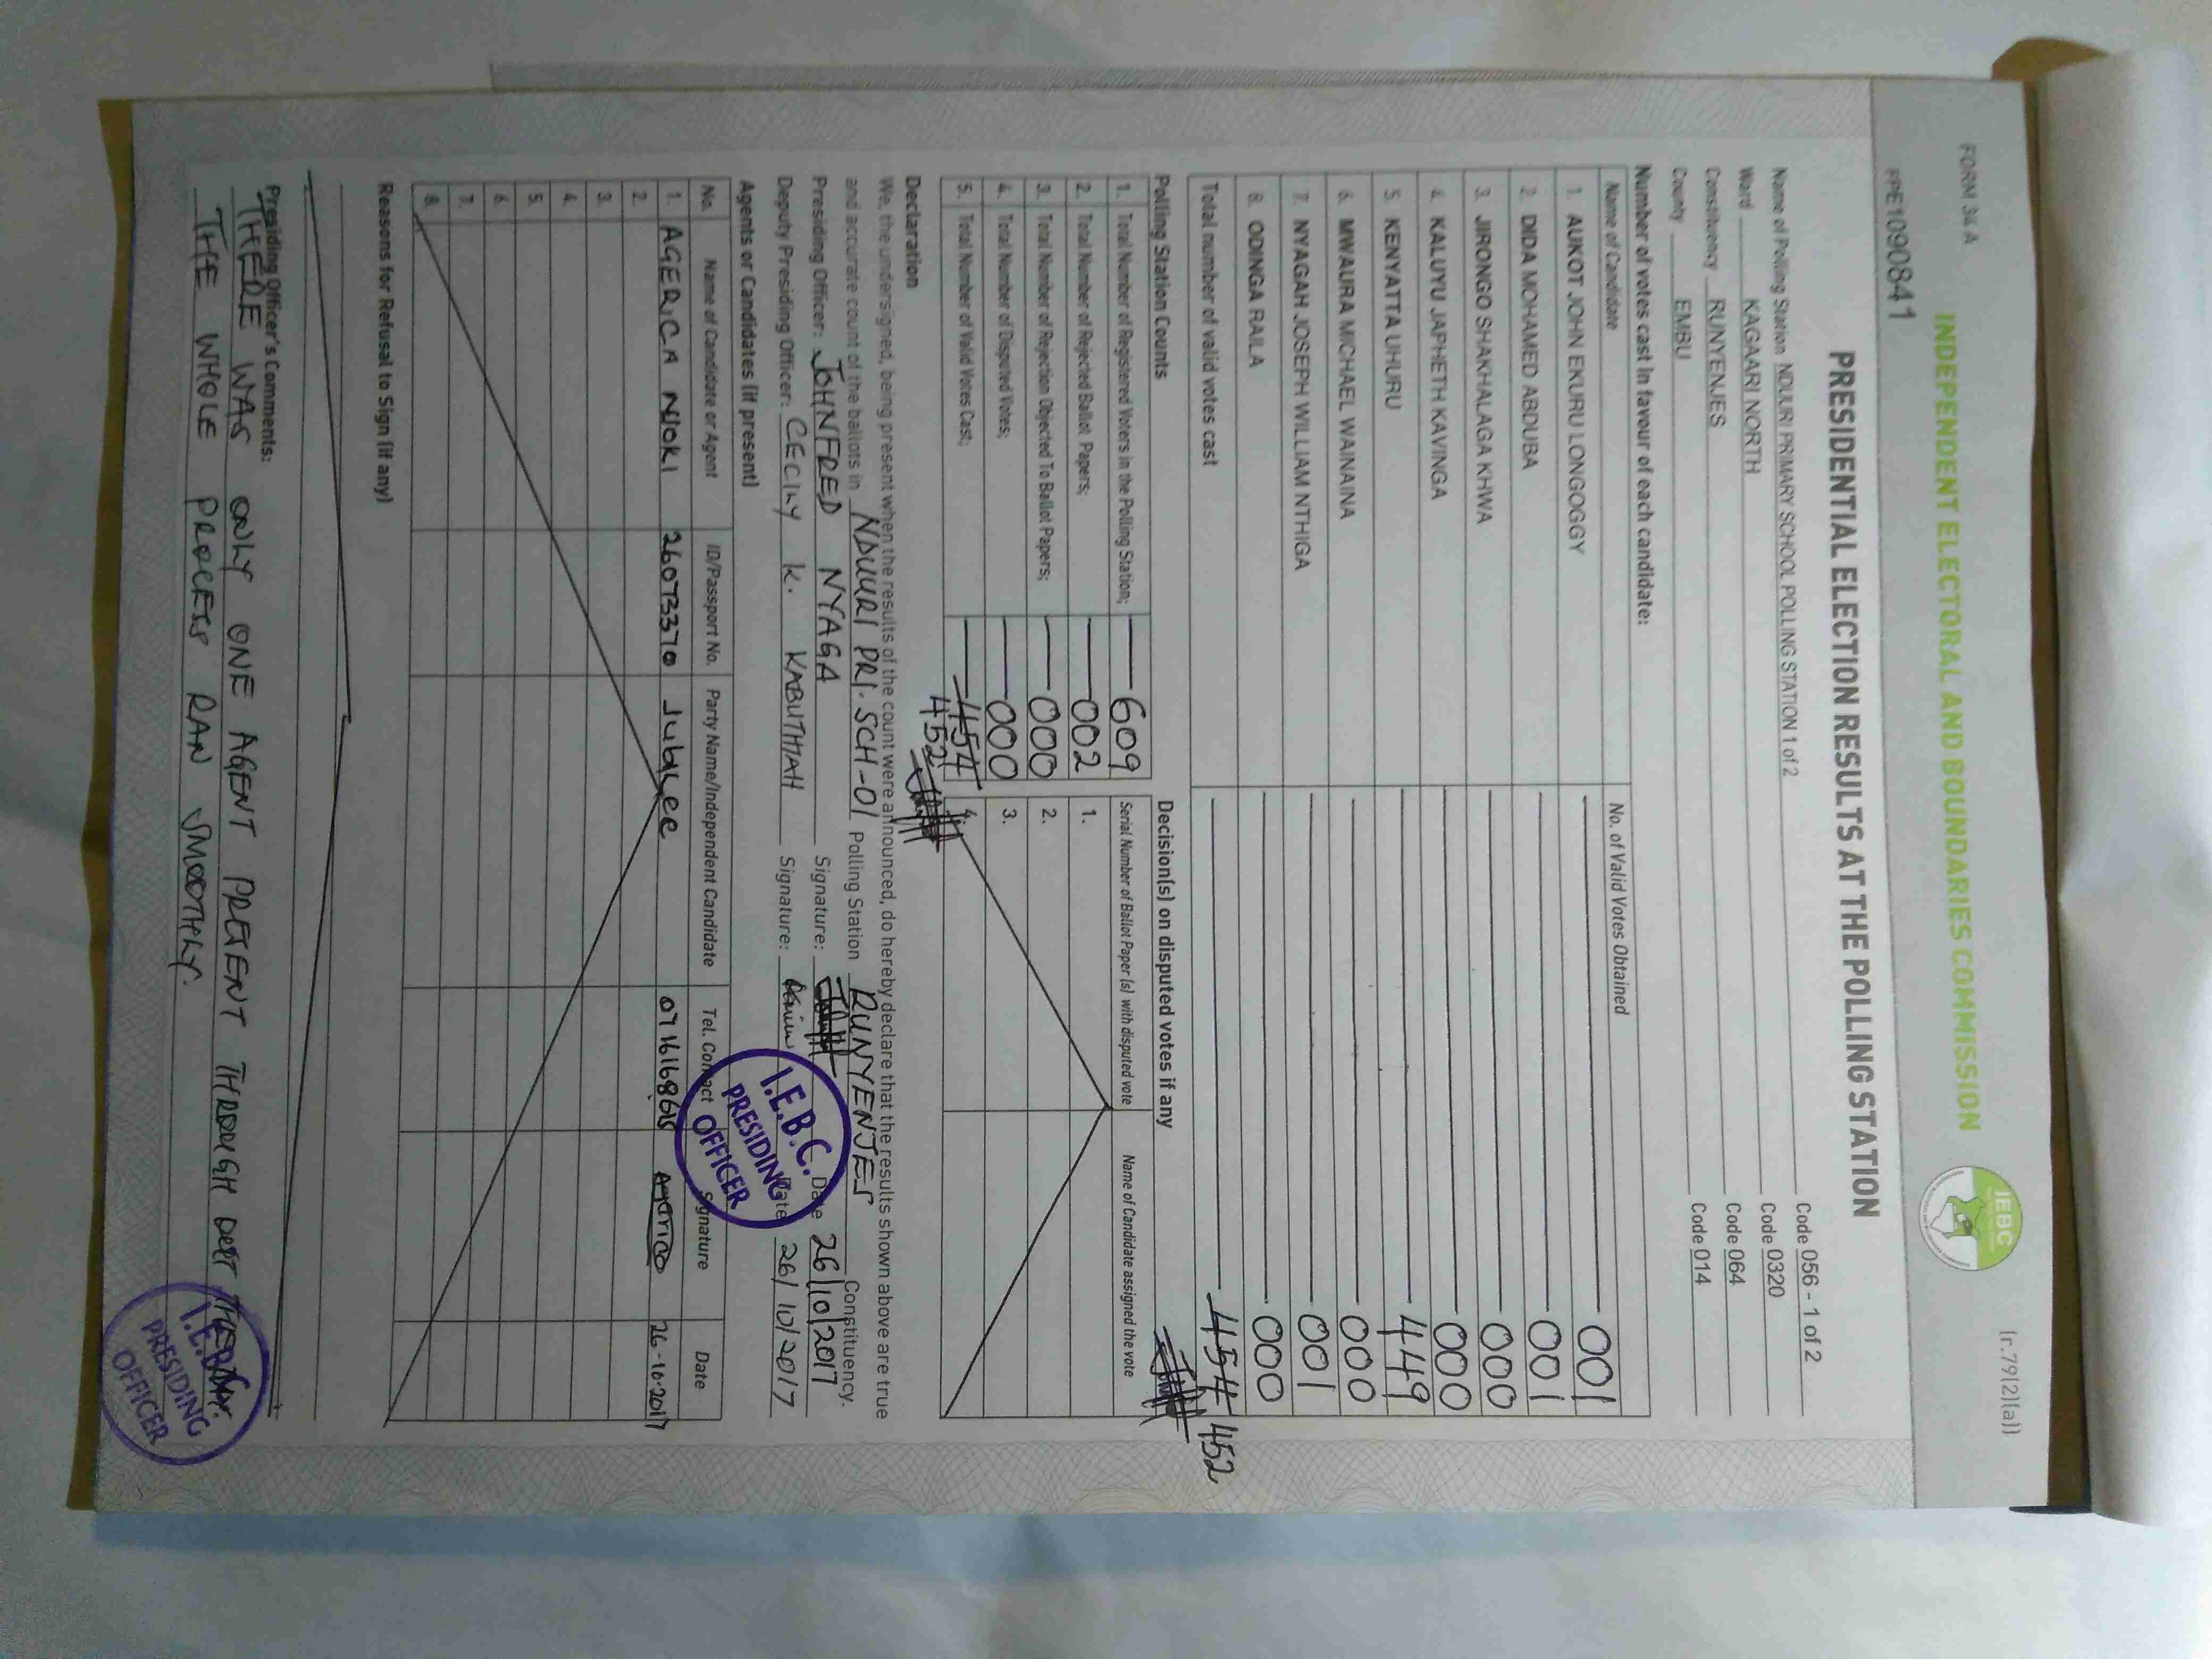 FORM 34 A
(r.79(2)(a))
INDEPENDENT ELECTORAL AND BOUNDARIES COMMISSION
IEBC
FPE1090841
PRESIDENTIAL ELECTION RESULTS AT THE POLLING STATION
Name of Polling Station NDUURI PRIMARY SCHOOL POLLING STATION 1 of 2 Code 056 - 1 of 2
Ward KAGAARI NORTH Code 0320
Constituency RUNYENJES Code 064
County EMBU Code 014
Number of votes cast in favour of each candidate:
Name of Candidate No. of Valid Votes Obtained
1. AUKOT JOHN EKURU LONGOGGY 001
2. DIDA MOHAMED ABDUBA 001
3. JIRONGO SHAKHALAGA KHWA 000
4. KALUYU JAPHETH KAVINGA 000
5. KENYATTA UHURU 449
6. MWAURA MICHAEL WAINAINA 000
7. NYAGAH JOSEPH WILLIAM NTHIGA 001
8. ODINGA RAILA 000
Total number of valid votes cast 454 452
Polling Station Counts
1. Total Number of Registered Voters in the Polling Station; 609
2. Total Number of Rejected Ballot Papers; 002
3. Total Number of Rejection Objected To Ballot Papers; 000
4. Total Number of Disputed Votes; 000
5. Total Number of Valid Votes Cast; 454
452
Decision(s) on disputed votes if any
Serial Number of Ballot Paper (s) with disputed vote Name of Candidate assigned the vote
1.
2.
3.
4.
Declaration
We, the undersigned, being present when the results of the count were announced, do hereby declare that the results shown above are true
and accurate count of the ballots in NDUURI PRI. SCH-01 Polling Station RUNYENJES Constituency.
Presiding Officer: JOHNFRED NYAGA Signature: Date 26/10/2017
Deputy Presiding Officer: CECILY K. KABUTHIAH Signature: Date 26/10/2017
I.E.B.C.
PRESIDING
OFFICER
Agents or Candidates (if present)
No. Name of Candidate or Agent ID/Passport No. Party Name/Independent Candidate Tel. Contact Signature Date
1. AGERICA NJOKI 26073370 Jubilee 26-10-2017
2.
3.
4.
5.
6.
7.
8.
Reasons for Refusal to Sign (if any)
Presiding Officer's Comments:
THERE WAS ONLY ONE AGENT PRESENT THROUGH OUT THE DAY.
THE WHOLE PROCESS RAN SMOOTHLY.
I.E.B.C.
PRESIDING
OFFICER